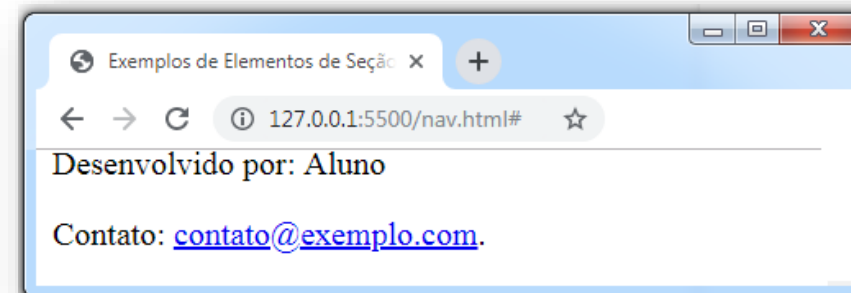 Exemplos de Elementos de Seçã
127.0.0.1:5500/nav.html#
Desenvolvido por: Aluno
Contato: contato@exemplo.com.